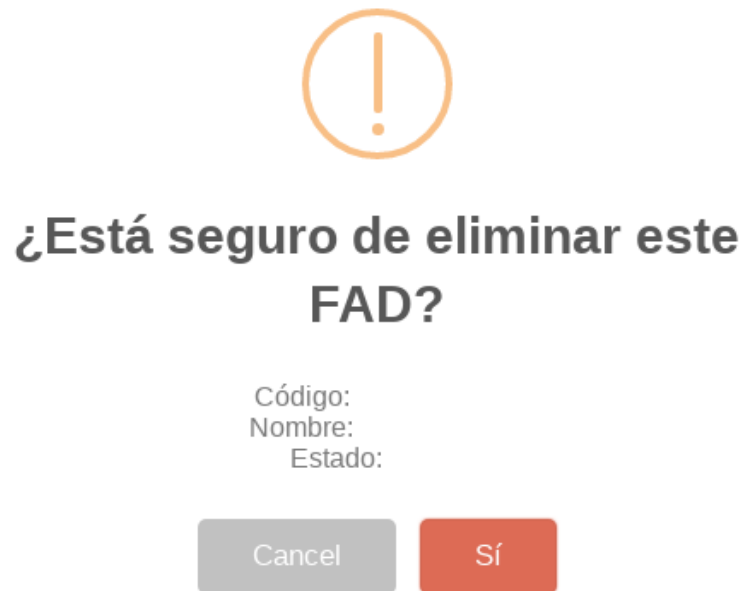 ¿Está seguro de eliminar este
FAD?
Código:
Nombre:
Estado:
Cancel
Sí